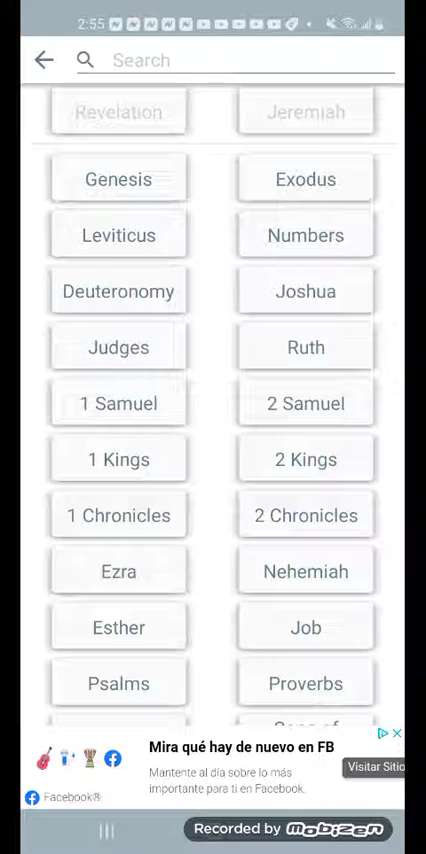 2:55
Search
Revelation Jeremiah
Genesis Exodus
Leviticus Numbers
Deuteronomy Joshua
Judges Ruth
1 Samuel 2 Samuel
1 Kings 2 Kings
1 Chronicles 2 Chronicles
Ezra Nehemiah
Esther Job
Psalms Proverbs
Mira qué hay de nuevo en FB
Mantente al día sobre lo más
importante para ti en Facebook.
Visitar Sitio
Facebook®
Recorded by MOBIZEN